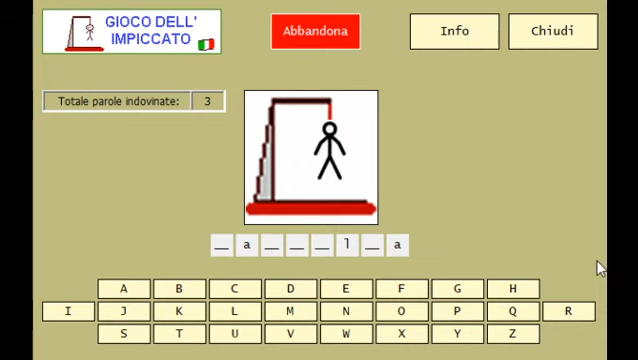 GIOCO DELL'
IMPICCATO
Abbandona
Info
Chiudi
Totale parole indovinate: 3
_ a _ _ _ l _ a
A B C D E F G H
I J K L M N O P Q R
S T U V W X Y Z